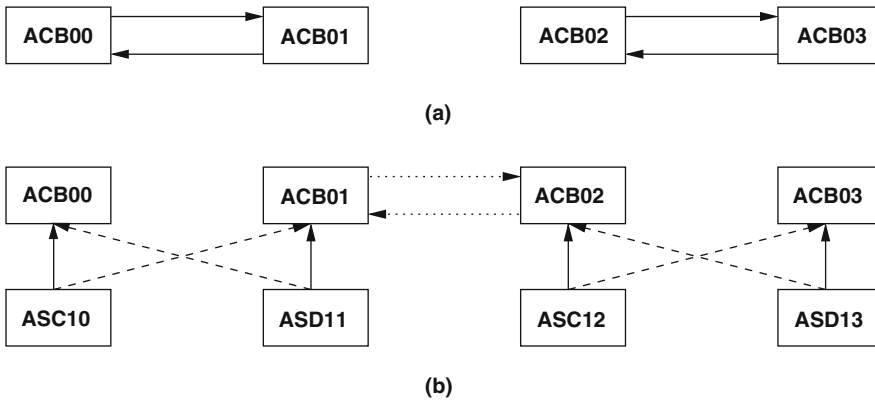 ACB00 ACB01 ACB02 ACB03
(a)
ACB00 ACB01 ACB02 ACB03
ASC10 ASD11 ASC12 ASD13
(b)